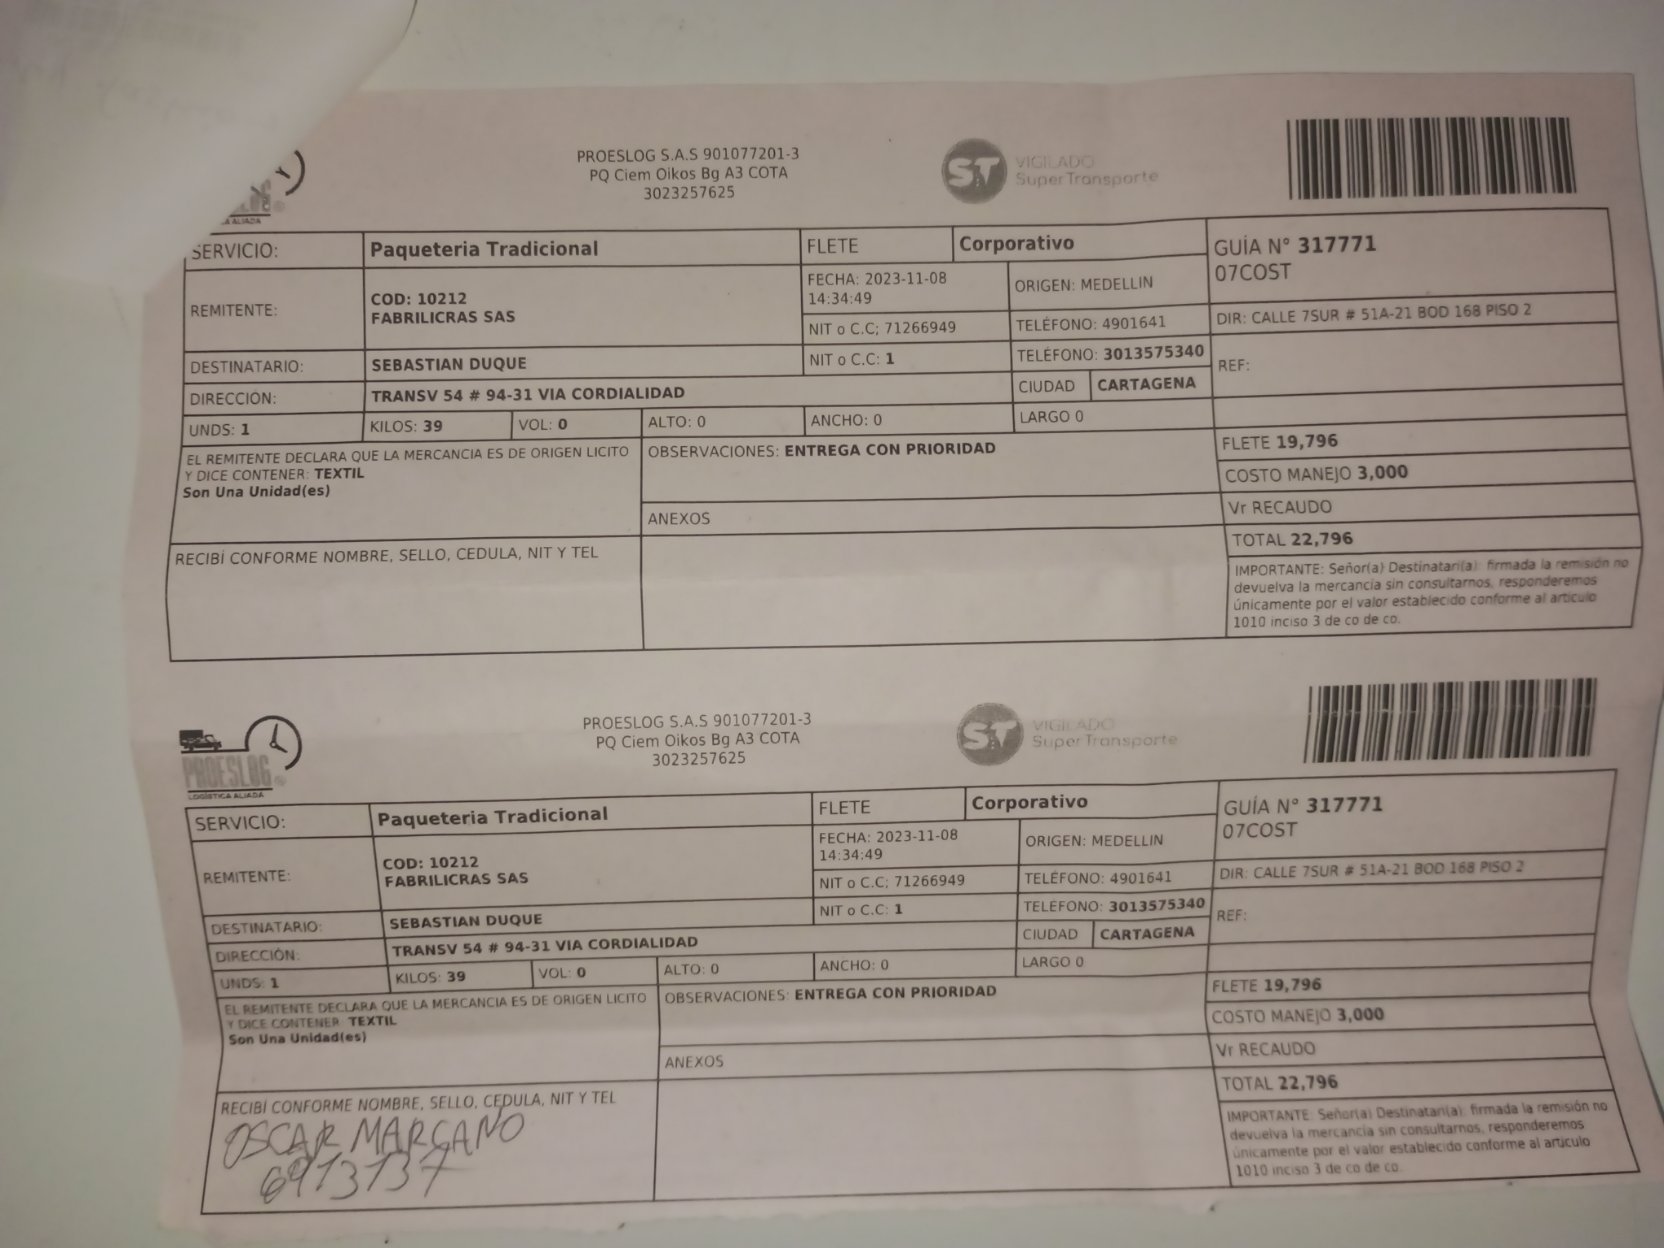 PROESLOG S.A.S 901077201-3
PQ Ciem Oikos Bg A3 COTA
3023257625
ST VIGILADO
SuperTransporte
A ALIADA
SERVICIO: Paqueteria Tradicional FLETE Corporativo GUÍA N° 317771
07COST
REMITENTE: COD: 10212
FABRILICRAS SAS
FECHA: 2023-11-08
14:34:49
ORIGEN: MEDELLIN
NIT o C.C; 71266949 TELÉFONO: 4901641 DIR: CALLE 7SUR # 51A-21 BOD 168 PISO 2
DESTINATARIO: SEBASTIAN DUQUE NIT o C.C: 1 TELÉFONO: 3013575340 REF:
DIRECCIÓN: TRANSV 54 # 94-31 VIA CORDIALIDAD CIUDAD CARTAGENA
UNDS: 1 KILOS: 39 VOL: 0 ALTO: 0 ANCHO: 0 LARGO 0
EL REMITENTE DECLARA QUE LA MERCANCIA ES DE ORIGEN LICITO
Y DICE CONTENER: TEXTIL
Son Una Unidad(es)
OBSERVACIONES: ENTREGA CON PRIORIDAD
ANEXOS
FLETE 19,796
COSTO MANEJO 3,000
Vr RECAUDO
TOTAL 22,796
RECIBÍ CONFORME NOMBRE, SELLO, CEDULA, NIT Y TEL
IMPORTANTE: Señor(a) Destinatari(a): firmada la remisión no
devuelva la mercancia sin consultarnos, responderemos
únicamente por el valor establecido conforme al articulo
1010 inciso 3 de co de co.
PROESLOG
LOGÍSTICA ALIADA
PROESLOG S.A.S 901077201-3
PQ Ciem Oikos Bg A3 COTA
3023257625
ST VIGILADO
SuperTransporte
SERVICIO: Paqueteria Tradicional FLETE Corporativo GUÍA N° 317771
07COST
REMITENTE: COD: 10212
FABRILICRAS SAS
FECHA: 2023-11-08
14:34:49
ORIGEN: MEDELLIN
NIT o C.C; 71266949 TELÉFONO: 4901641 DIR: CALLE 7SUR # 51A-21 BOD 168 PISO 2
DESTINATARIO: SEBASTIAN DUQUE NIT o C.C: 1 TELÉFONO: 3013575340 REF:
DIRECCIÓN: TRANSV 54 # 94-31 VIA CORDIALIDAD CIUDAD CARTAGENA
UNDS: 1 KILOS: 39 VOL: 0 ALTO: 0 ANCHO: 0 LARGO 0
EL REMITENTE DECLARA QUE LA MERCANCIA ES DE ORIGEN LICITO
Y DICE CONTENER: TEXTIL
Son Una Unidad(es)
OBSERVACIONES: ENTREGA CON PRIORIDAD
ANEXOS
FLETE 19,796
COSTO MANEJO 3,000
Vr RECAUDO
TOTAL 22,796
RECIBÍ CONFORME NOMBRE, SELLO, CEDULA, NIT Y TEL
OSCAR MARCANO
6913137
IMPORTANTE: Señor(a) Destinatari(a): firmada la remisión no
devuelva la mercancia sin consultarnos, responderemos
únicamente por el valor establecido conforme al articulo
1010 inciso 3 de co de co.